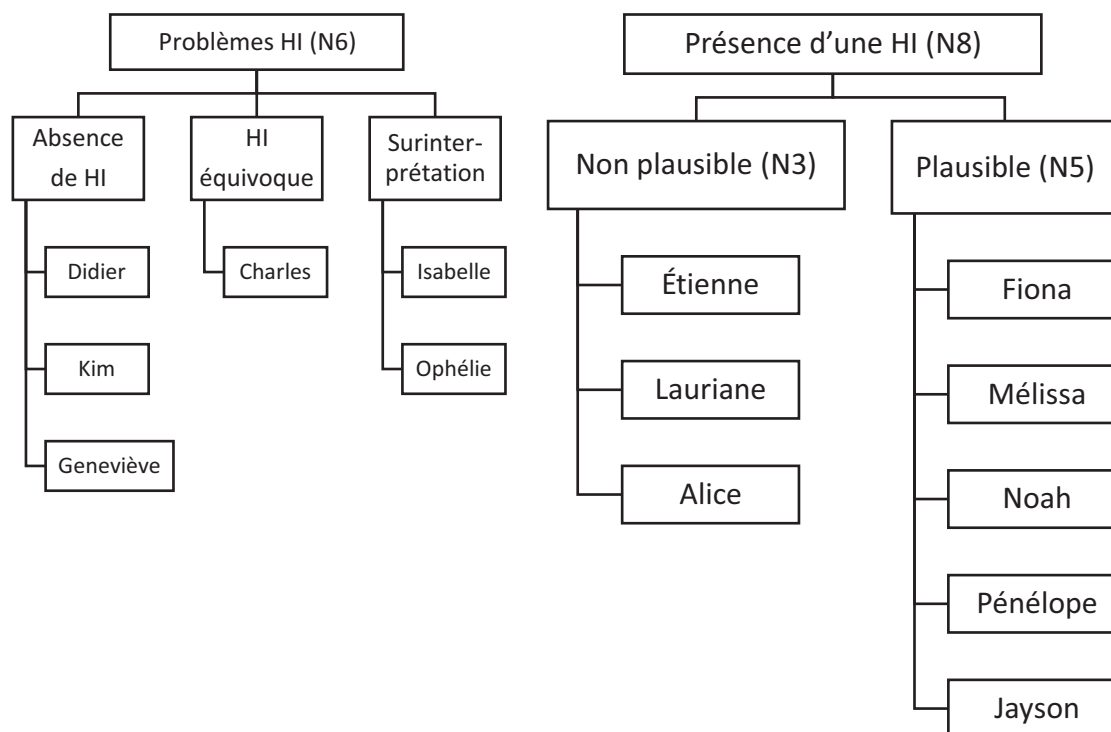 Problèmes HI (N6)
Absence
de HI
HI
équivoque
Surinter-
prétation
Didier
Charles
Isabelle
Kim
Ophélie
Geneviève
Présence d’une HI (N8)
Non plausible (N3)
Plausible (N5)
Étienne
Fiona
Lauriane
Mélissa
Alice
Noah
Pénélope
Jayson